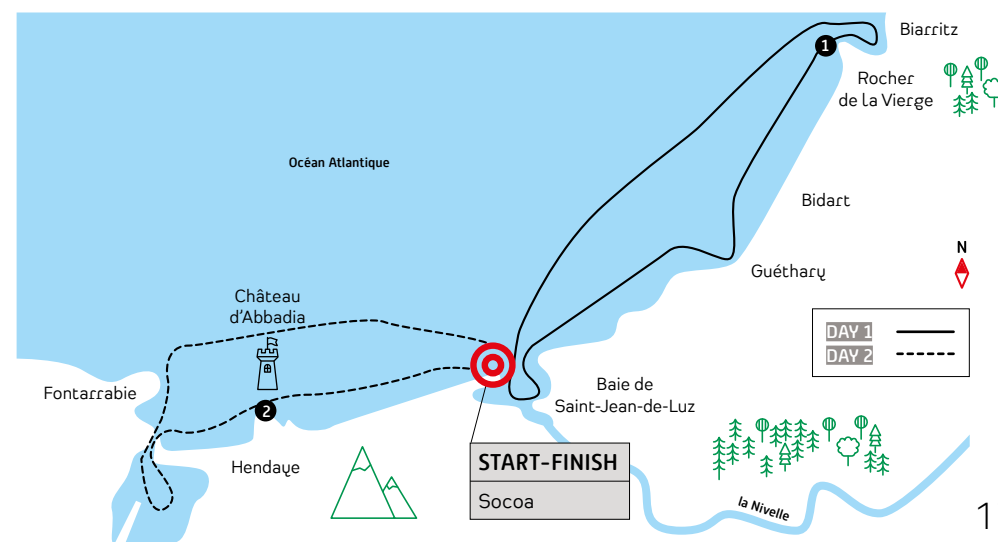 Biarritz
1
Rocher
de la Vierge
Océan Atlantique
Bidart
N
Guéthary
Château
d'Abbadia
DAY 1
DAY 2
Fontarrabie
2
Baie de
Saint-Jean-de-Luz
Hendaye
START-FINISH
Socoa
la Nivelle
1